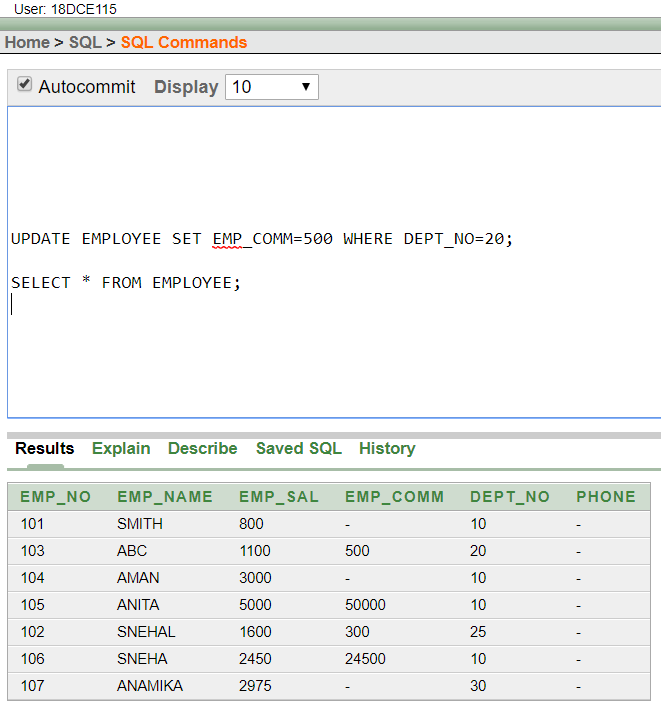 User: 18DCE115
Home > SQL > SQL Commands
Autocommit Display 10
UPDATE EMPLOYEE SET EMP_COMM=500 WHERE DEPT_NO=20;
SELECT * FROM EMPLOYEE;
Results Explain Describe Saved SQL History
EMP_NO EMP_NAME EMP_SAL EMP_COMM DEPT_NO PHONE
101 SMITH 800 - 10 -
103 ABC 1100 500 20 -
104 AMAN 3000 - 10 -
105 ANITA 5000 50000 10 -
102 SNEHAL 1600 300 25 -
106 SNEHA 2450 24500 10 -
107 ANAMIKA 2975 - 30 -